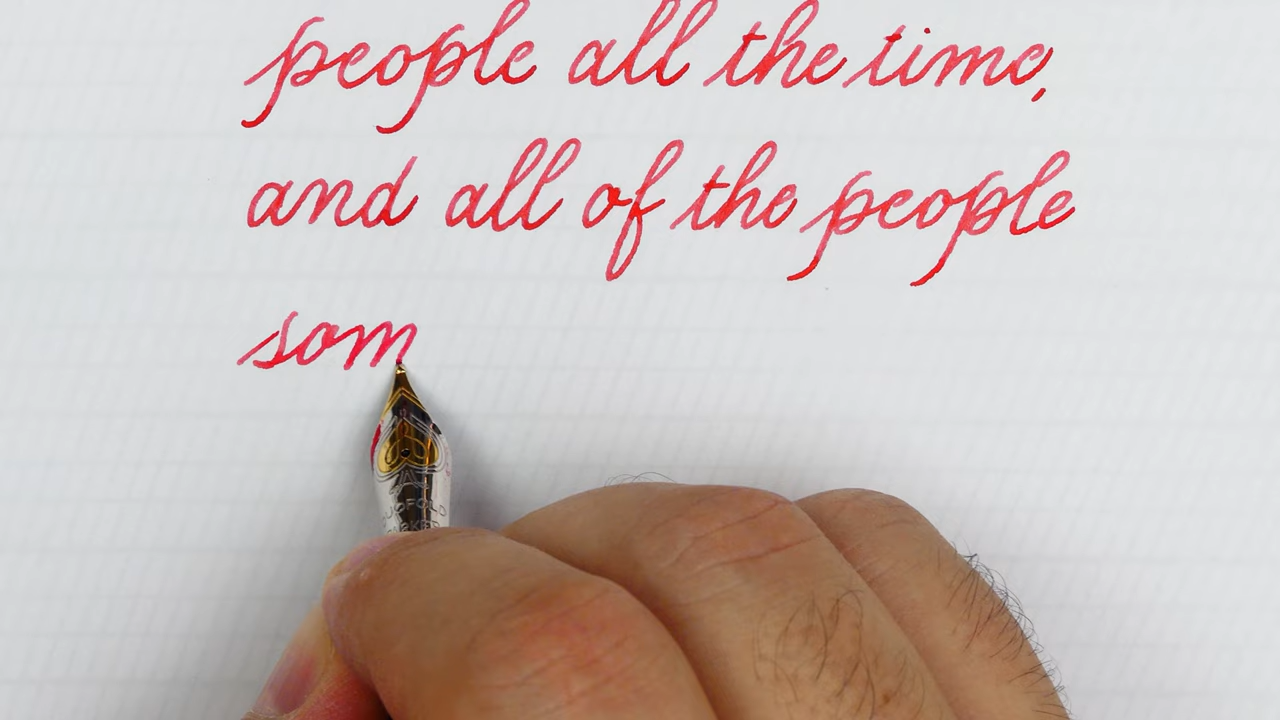 people all the time,
and all of the people
som